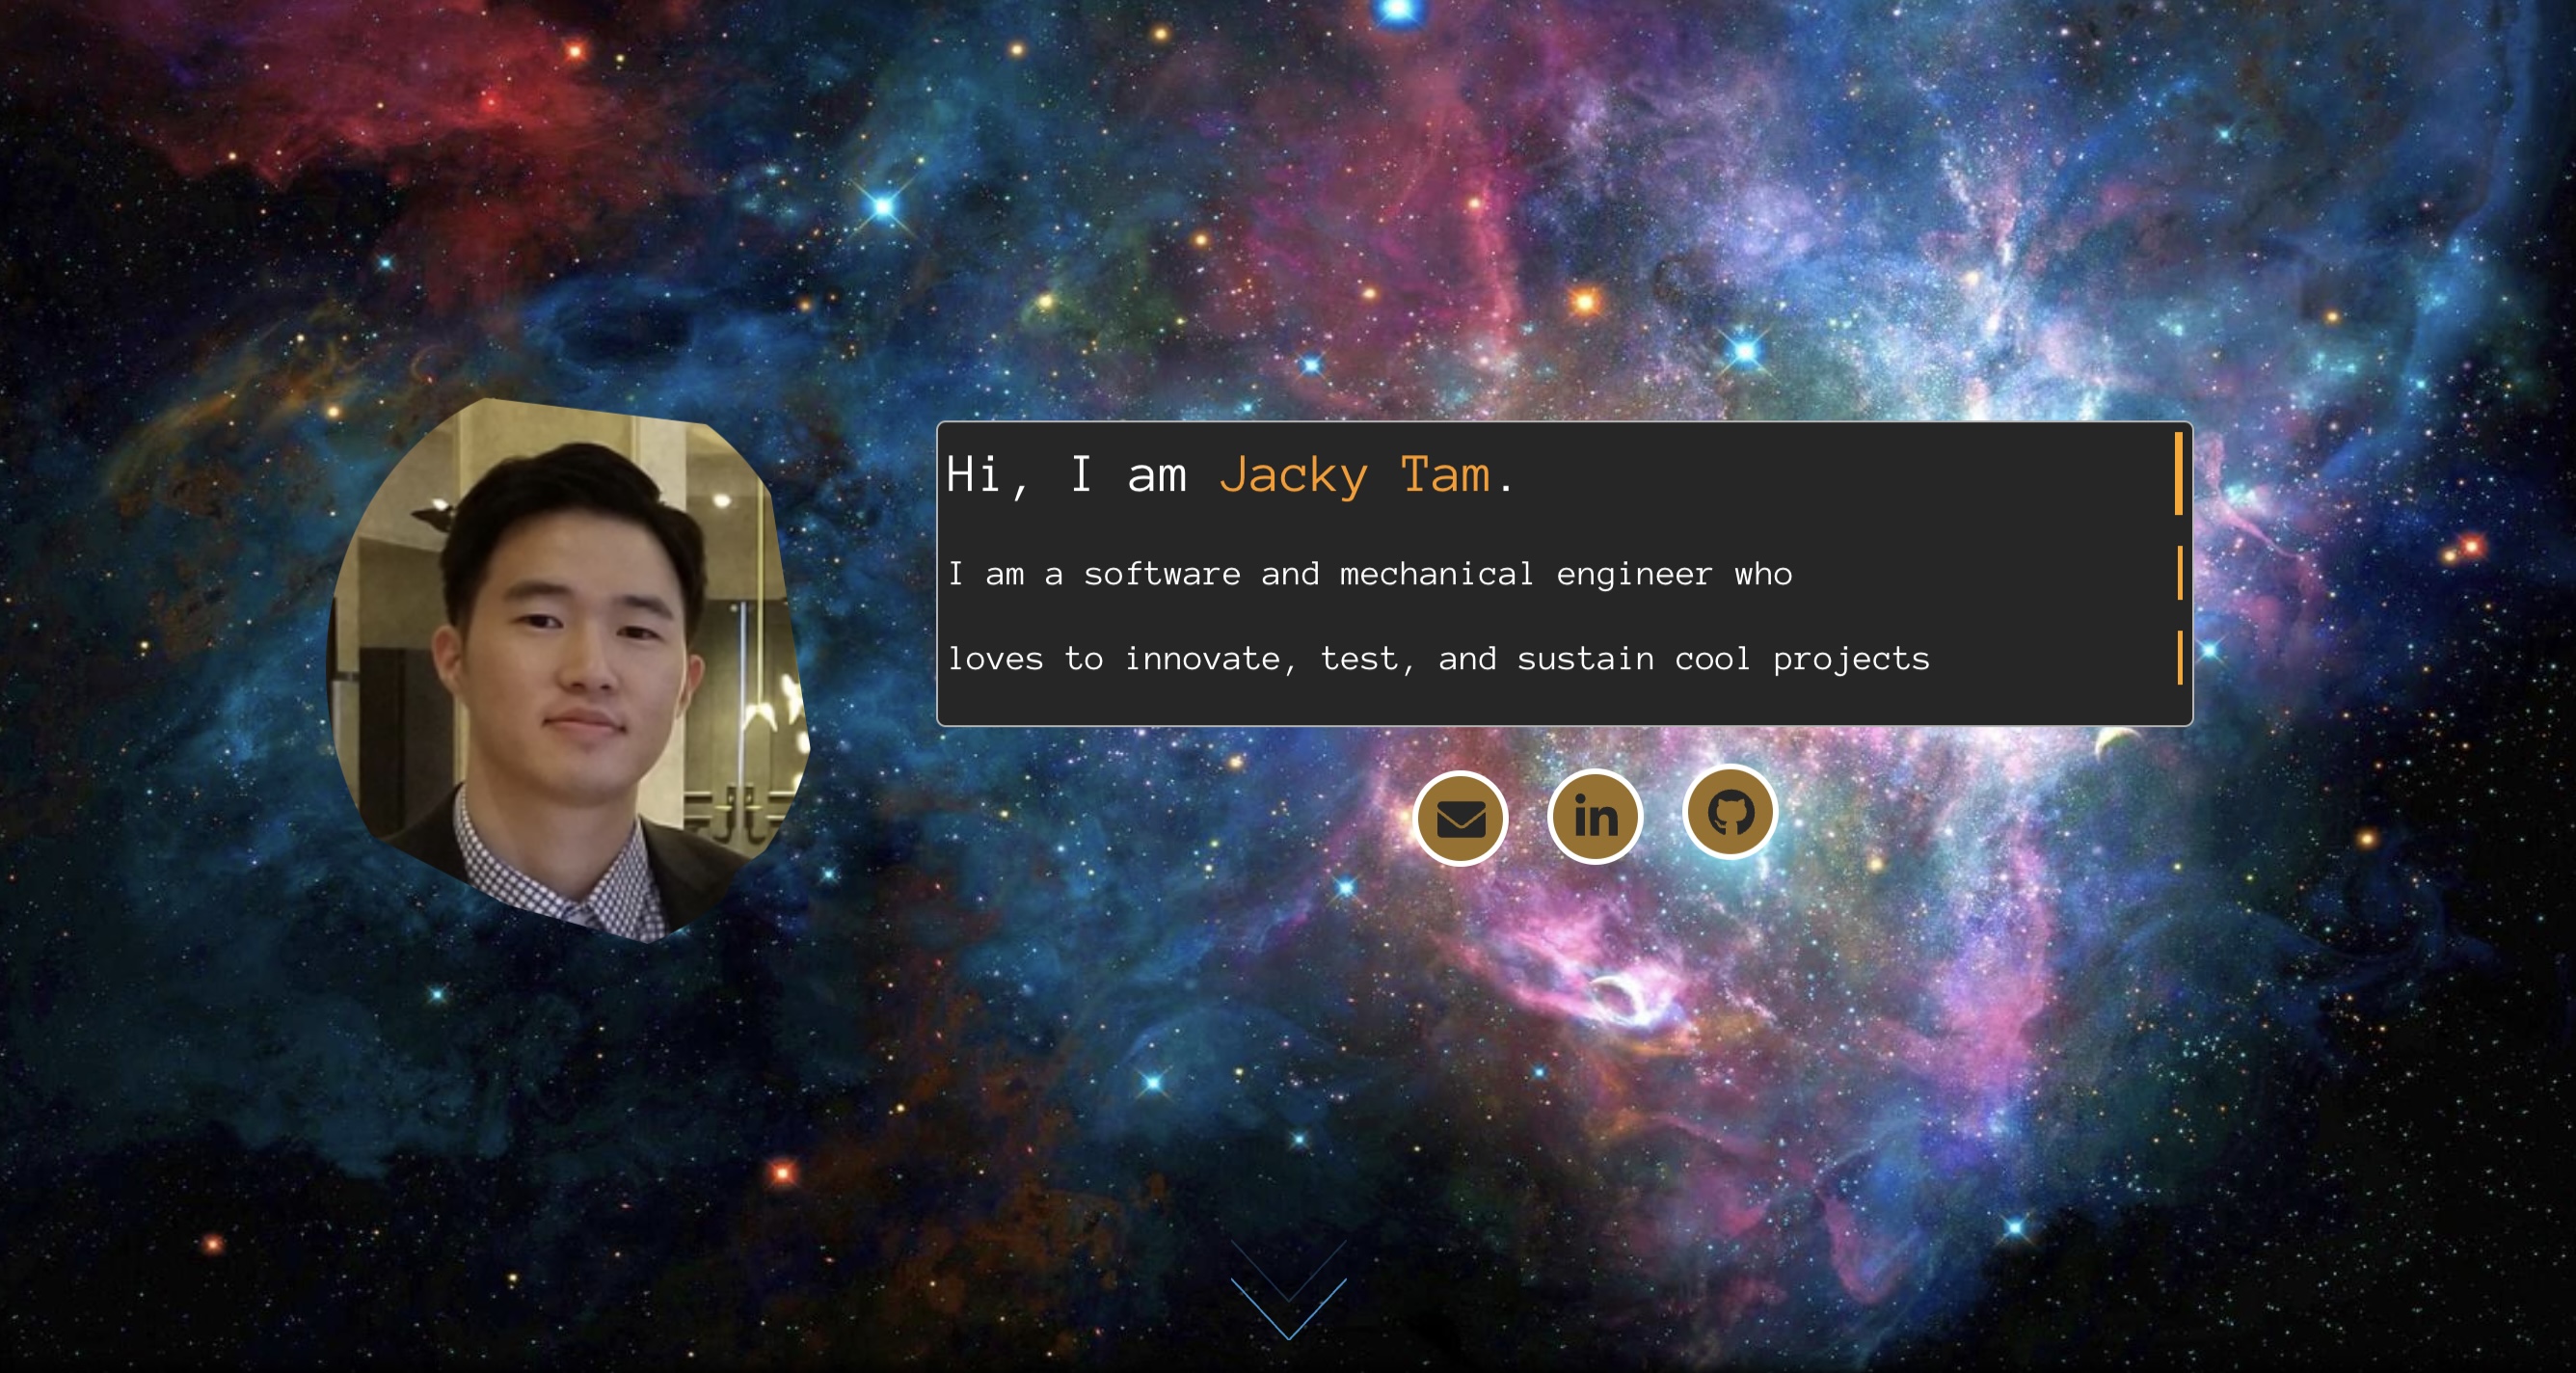 Hi, I am Jacky Tam.
I am a software and mechanical engineer who
loves to innovate, test, and sustain cool projects
in